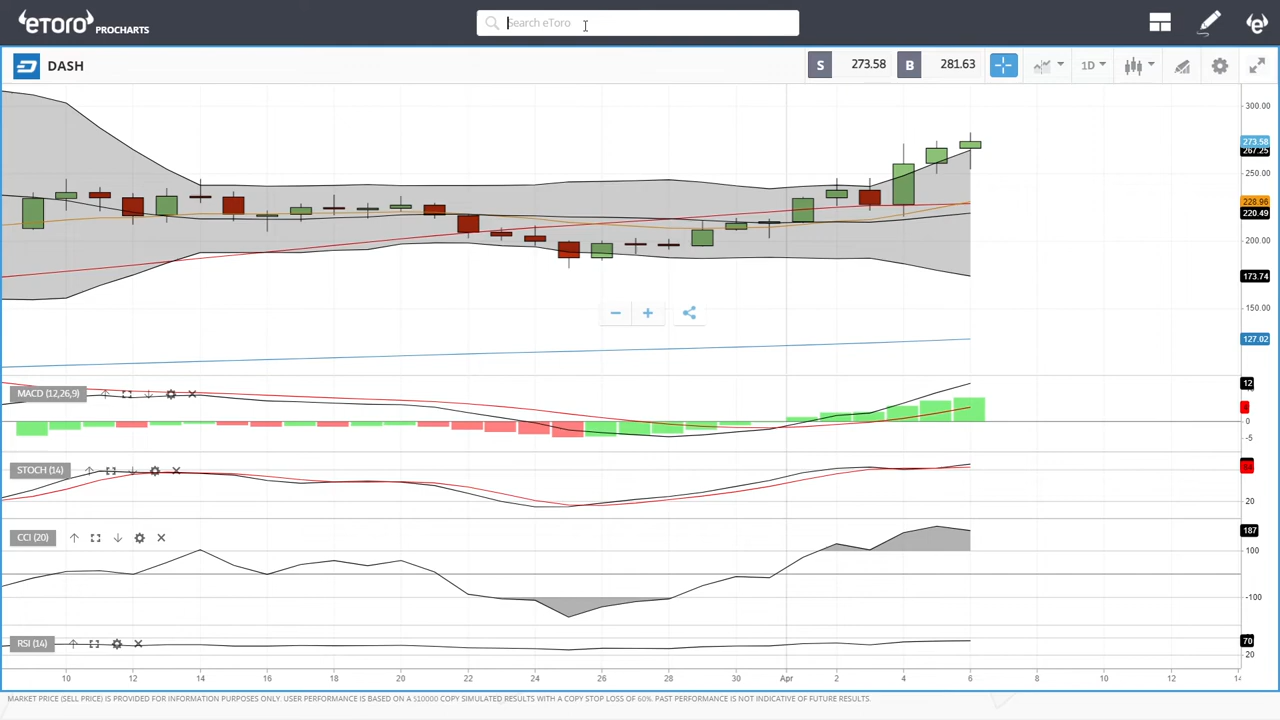 eToro PROCHARTS
Search eToro
DASH
S 273.58 B 281.63 1D
300.00
273.58
267.25
250.00
228.96
220.49
200.00
173.74
150.00
127.02
MACD (12,26,9)
12
0
-5
STOCH (14)
20
CCI (20)
187
100
-100
RSI (14)
70
20
10 12 14 16 18 20 22 24 26 28 30 Apr 2 4 6 8 10 12 14
MARKET PRICE (SELL PRICE) IS PROVIDED FOR INFORMATION PURPOSES ONLY. USER PERFORMANCE IS BASED ON A $10000 COPY SIMULATED RESULTS WITH A COPY STOP LOSS OF 60%. PAST PERFORMANCE IS NOT INDICATIVE OF FUTURE RESULTS.